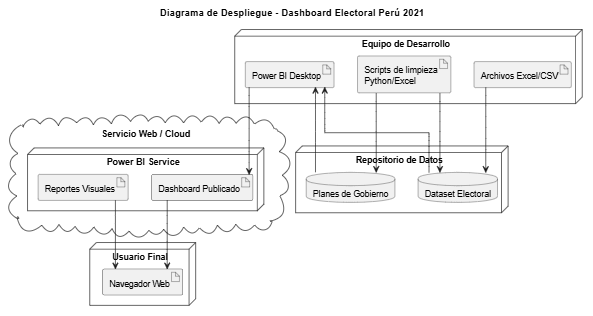 Diagrama de Despliegue - Dashboard Electoral Perú 2021
Equipo de Desarrollo
Power BI Desktop
Scripts de limpieza
Python/Excel
Archivos Excel/CSV
Servicio Web / Cloud
Power BI Service
Reportes Visuales
Dashboard Publicado
Repositorio de Datos
Planes de Gobierno
Dataset Electoral
Usuario Final
Navegador Web